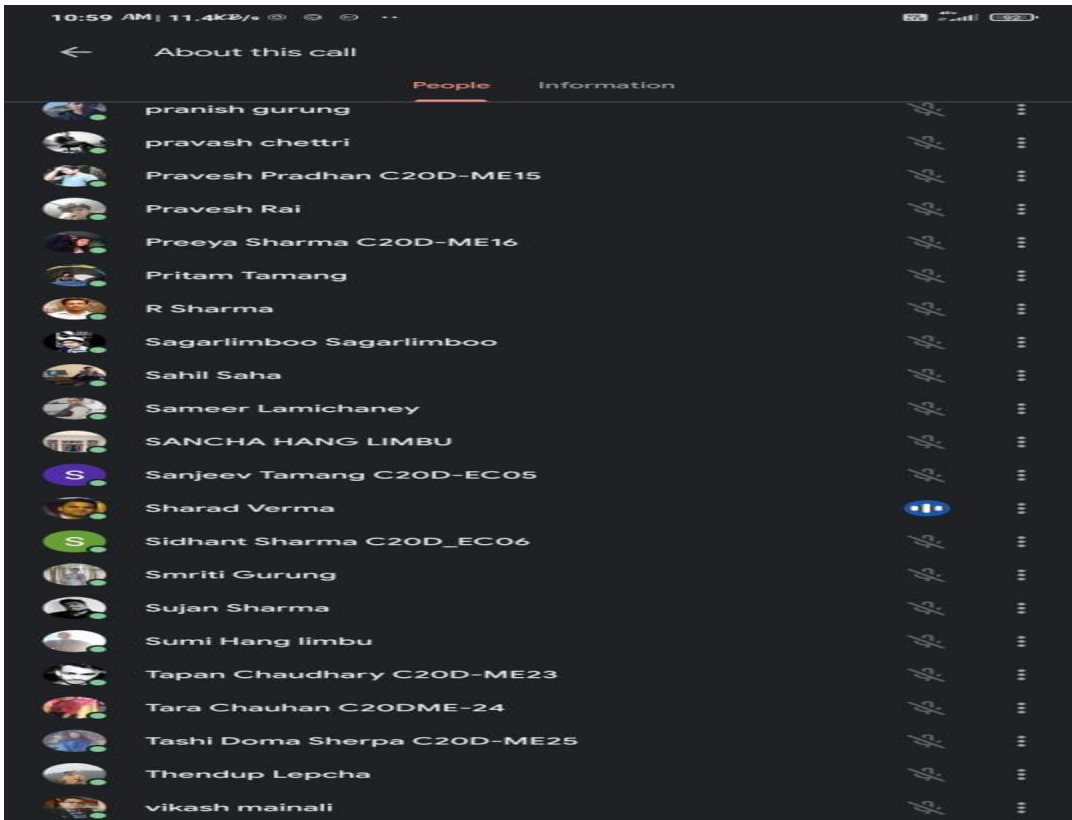 10:59 AM | 11.4KB/s
92
About this call
People Information
pranish gurung
pravash chettri
Pravesh Pradhan C20D-ME15
Pravesh Rai
Preeya Sharma C20D-ME16
Pritam Tamang
R Sharma
Sagarlimboo Sagarlimboo
Sahil Saha
Sameer Lamichaney
SANCHA HANG LIMBU
S Sanjeev Tamang C20D-EC05
Sharad Verma
S Sidhant Sharma C20D_EC06
Smriti Gurung
Sujan Sharma
Sumi Hang limbu
Tapan Chaudhary C20D-ME23
Tara Chauhan C20DME-24
Tashi Doma Sherpa C20D-ME25
Thendup Lepcha
vikash mainali